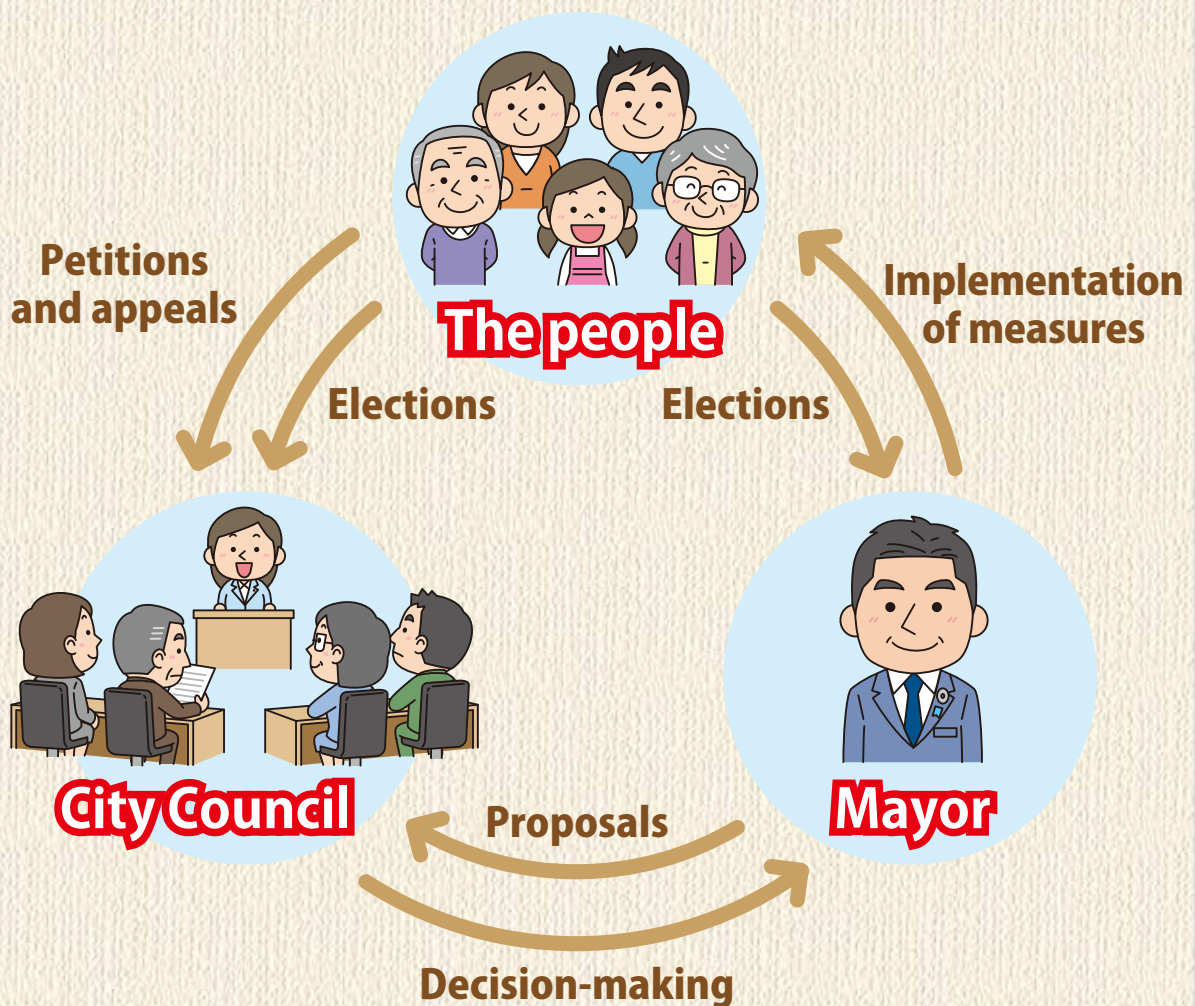 The people
Petitions
and appeals
Elections
Elections
Implementation
of measures
City Council
Mayor
Proposals
Decision-making